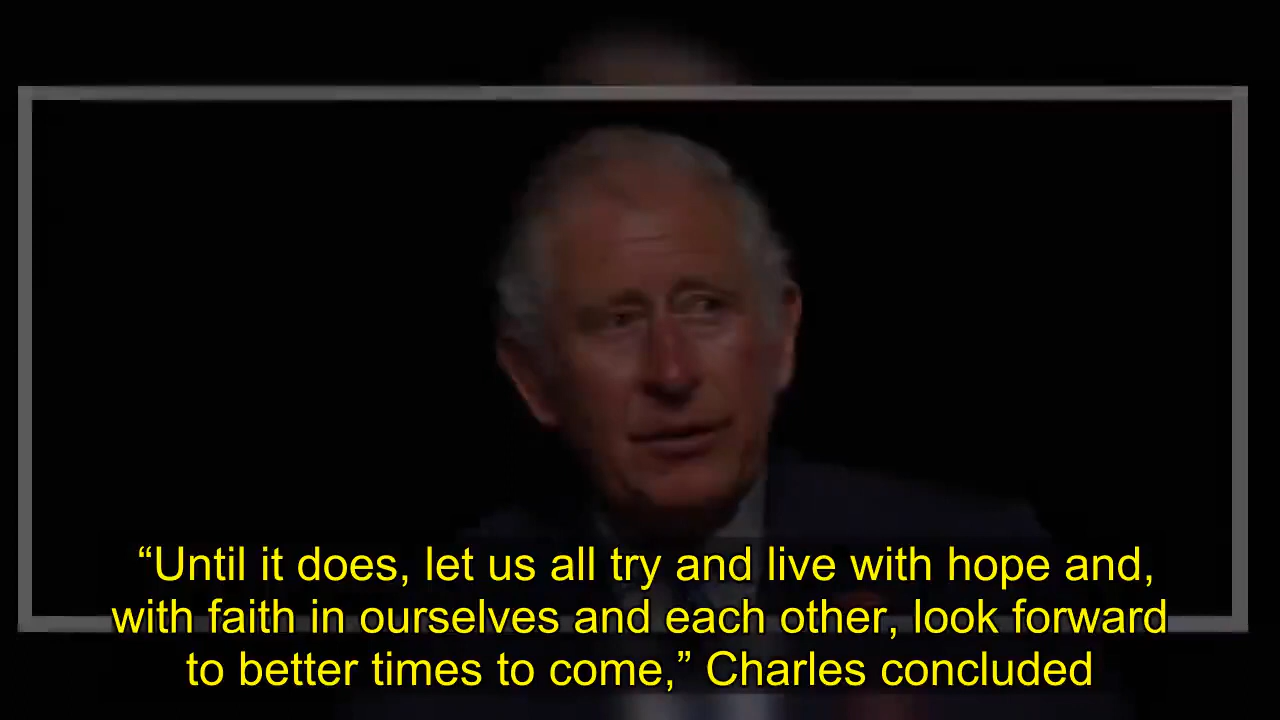 “Until it does, let us all try and live with hope and,
with faith in ourselves and each other, look forward
to better times to come,” Charles concluded